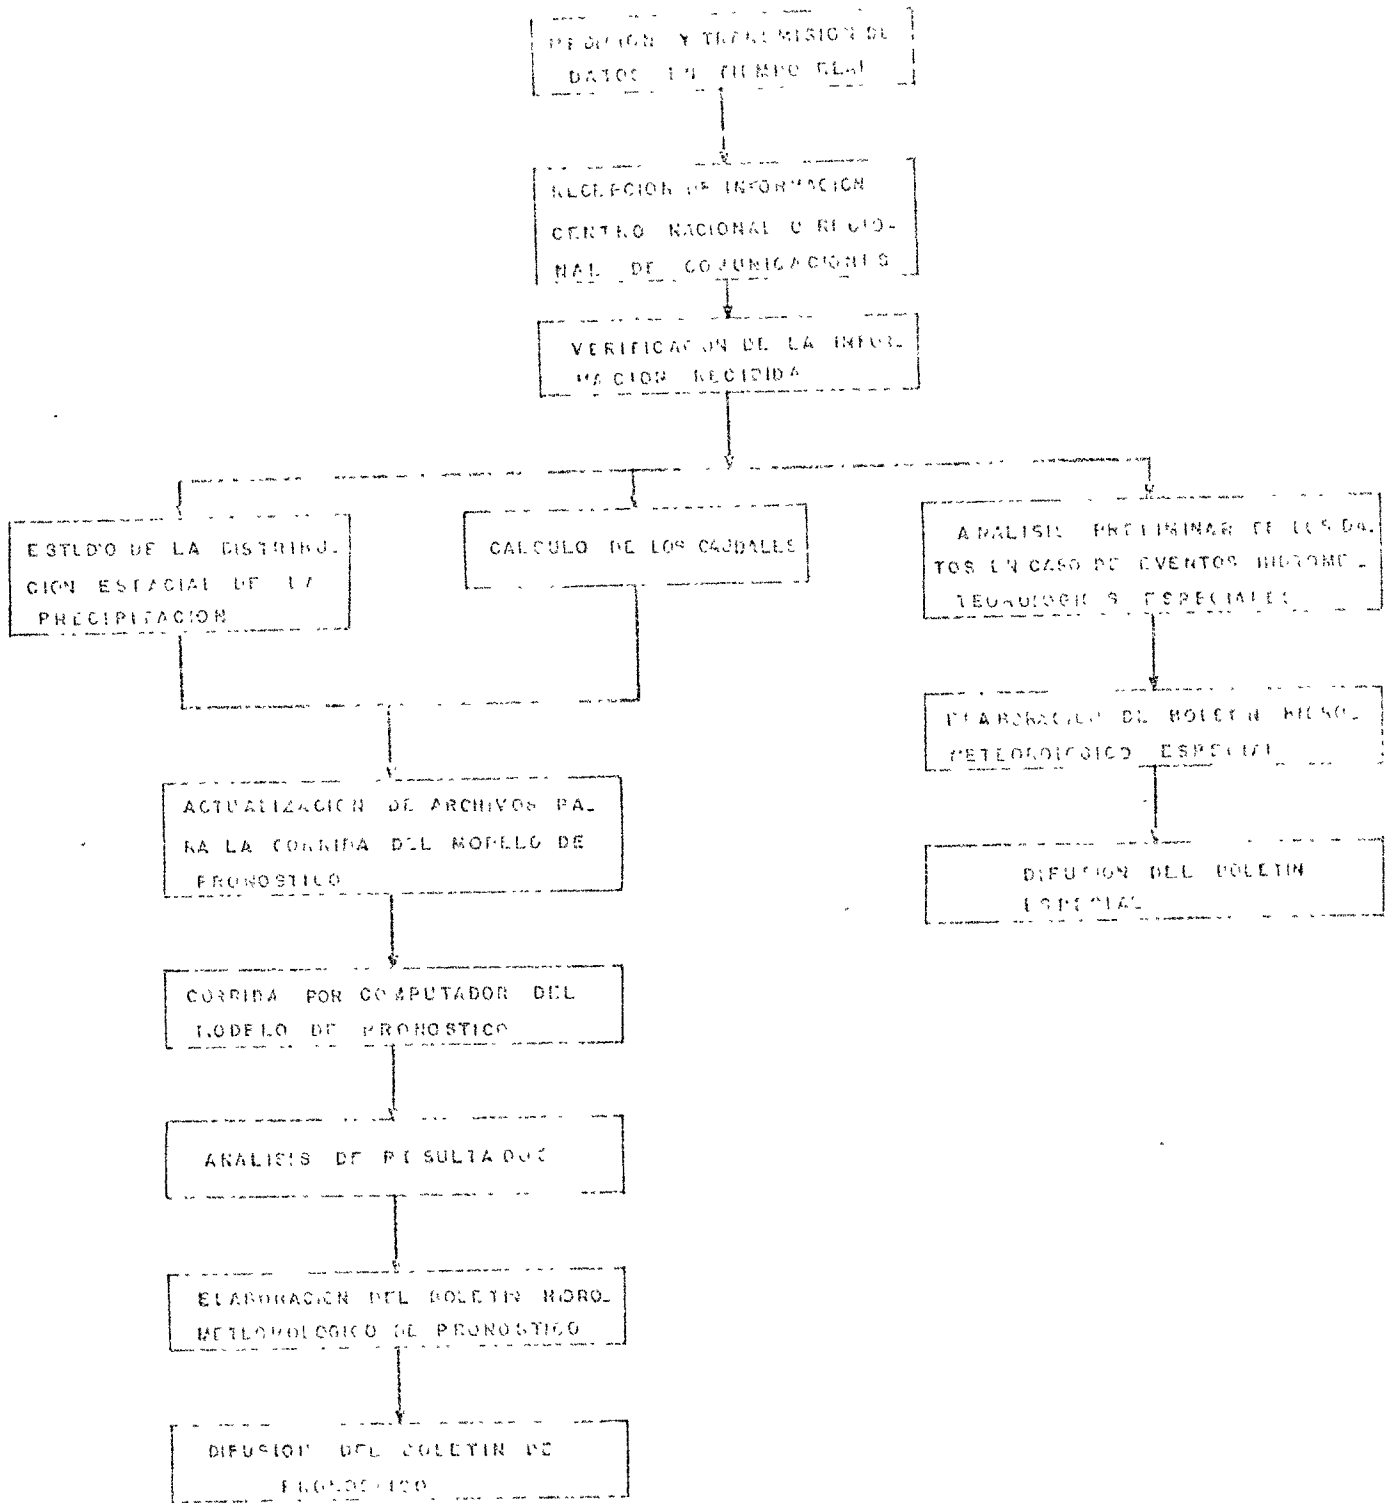 MEDICION Y TRANSMISION DE
DATOS EN TIEMPO REAL
RECEPCION DE INFORMACION
CENTRO NACIONAL O REGIO-
NAL DE COMUNICACIONES
VERIFICACION DE LA INFOR-
MACION RECIBIDA
ESTUDIO DE LA DISTRIBU-
CION ESPACIAL DE LA
PRECIPITACION
CALCULO DE LOS CAUDALES
ANALISIS PRELIMINAR DE LOS DA-
TOS EN CASO DE EVENTOS HIDROME-
TEOROLOGICOS ESPECIALES
ELABORACION DE BOLETIN HIDRO-
METEOROLOGICO ESPECIAL
DIFUSION DEL BOLETIN
ESPECIAL
ACTUALIZACION DE ARCHIVOS PA-
RA LA CORRIDA DEL MODELO DE
PRONOSTICO
CORRIDA POR COMPUTADOR DEL
MODELO DE PRONOSTICO
ANALISIS DE RESULTADOS
ELABORACION DEL BOLETIN HIDRO-
METEOROLOGICO DE PRONOSTICO
DIFUSION DEL BOLETIN DE
PRONOSTICO